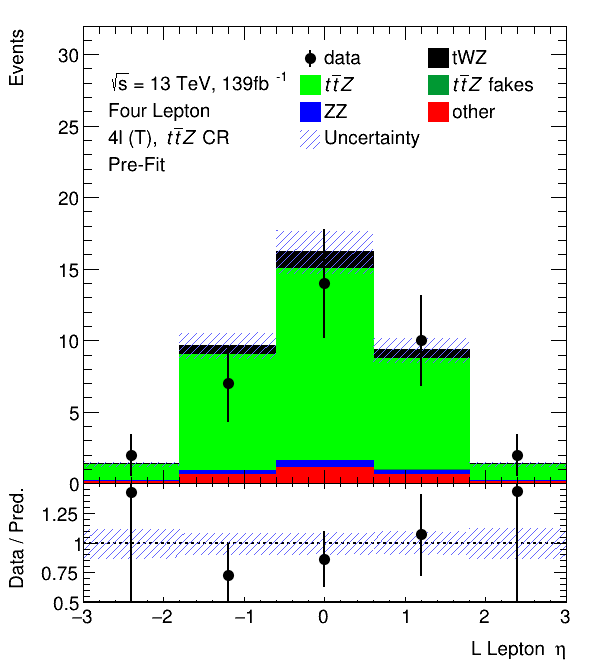 Events
30
25
20
15
10
5
0
√s = 13 TeV, 139fb⁻¹
Four Lepton
4l (T), tt̅Z CR
Pre-Fit
data
tWZ
tt̅Z
tt̅Z fakes
ZZ
other
Uncertainty
Data / Pred.
1.25
1
0.75
0.5
−3 −2 −1 0 1 2 3
L Lepton η